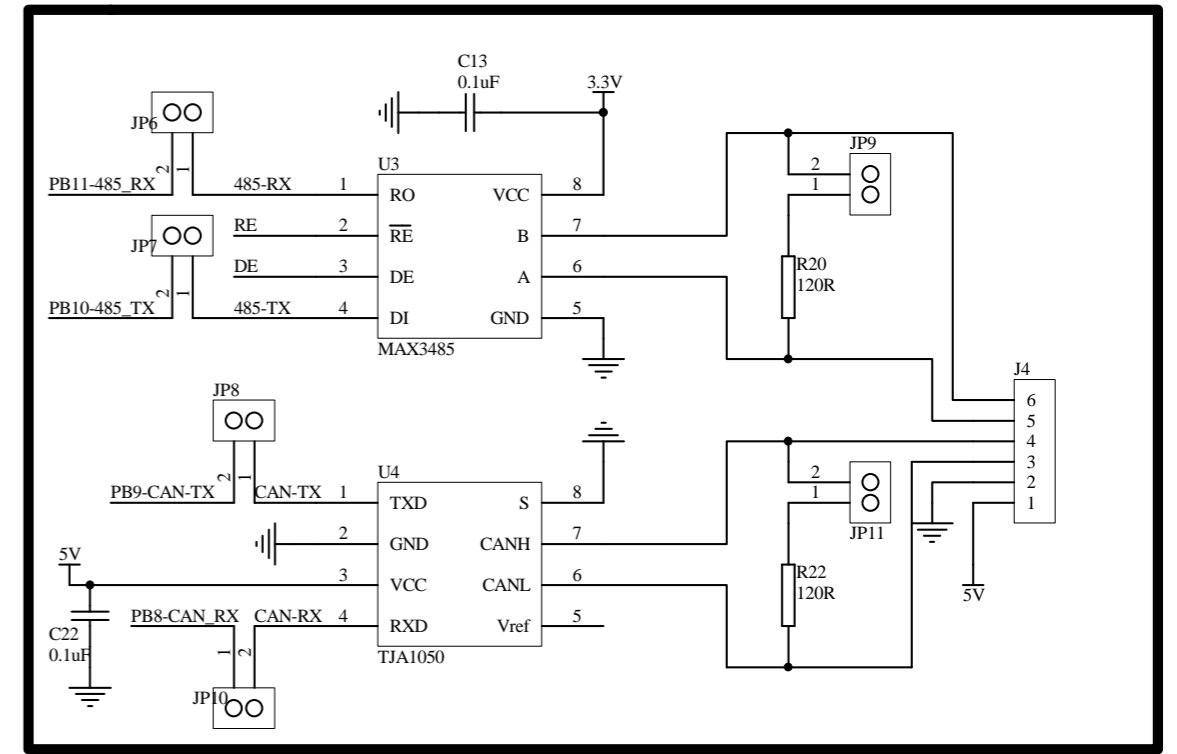 C13
0.1uF
3.3V
JP6
2
1
PB11-485_RX
485-RX
JP7
2
1
PB10-485_TX
485-TX
RE
DE
U3
1
2
3
4
RO
RE
DE
DI
VCC
B
A
GND
8
7
6
5
MAX3485
JP9
2
1
R20
120R
JP8
2
1
PB9-CAN-TX
CAN-TX
5V
C22
0.1uF
PB8-CAN_RX
CAN-RX
1
2
JP10
U4
1
2
3
4
TXD
GND
VCC
RXD
S
CANH
CANL
Vref
8
7
6
5
TJA1050
2
1
JP11
R22
120R
J4
6
5
4
3
2
1
5V